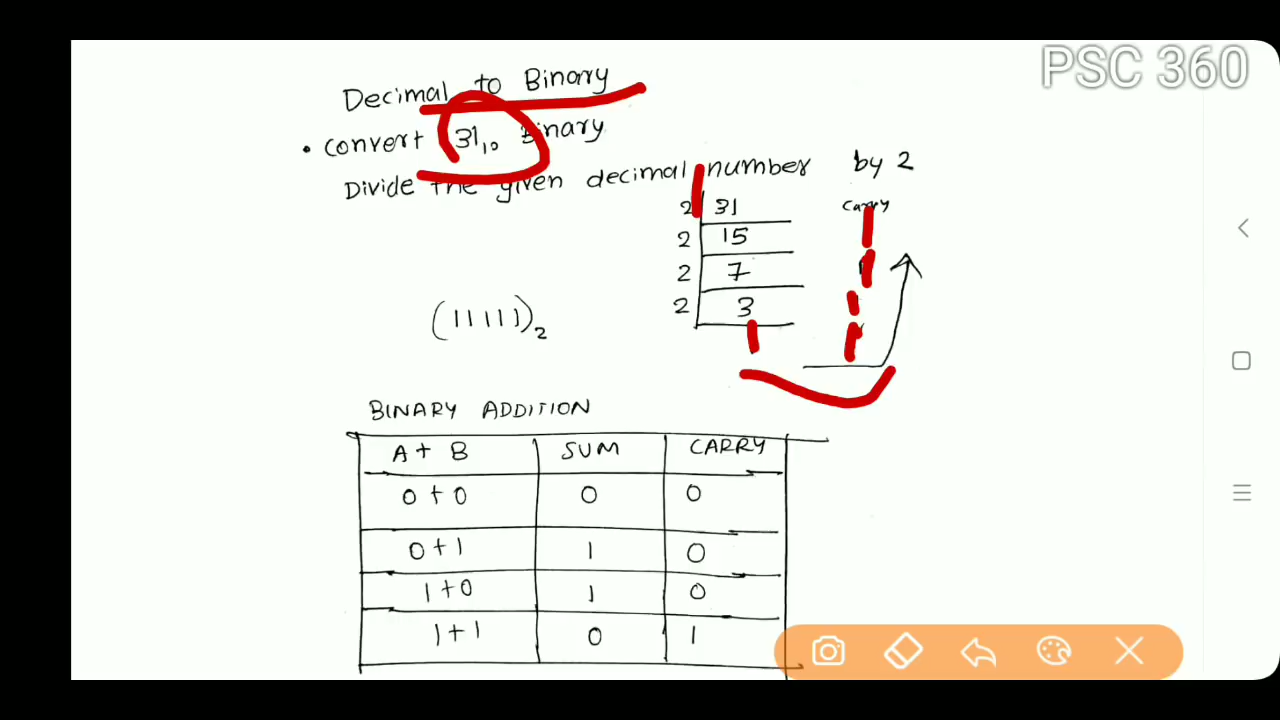 PSC 360
Decimal to Binary
• convert 31₁₀ Binary
Divide the given decimal number by 2
2 31 carry
2 15
2 7
2 3
(11111)₂
BINARY ADDITION
A + B SUM CARRY
0 + 0 0 0
0 + 1 1 0
1 + 0 1 0
1 + 1 0 1